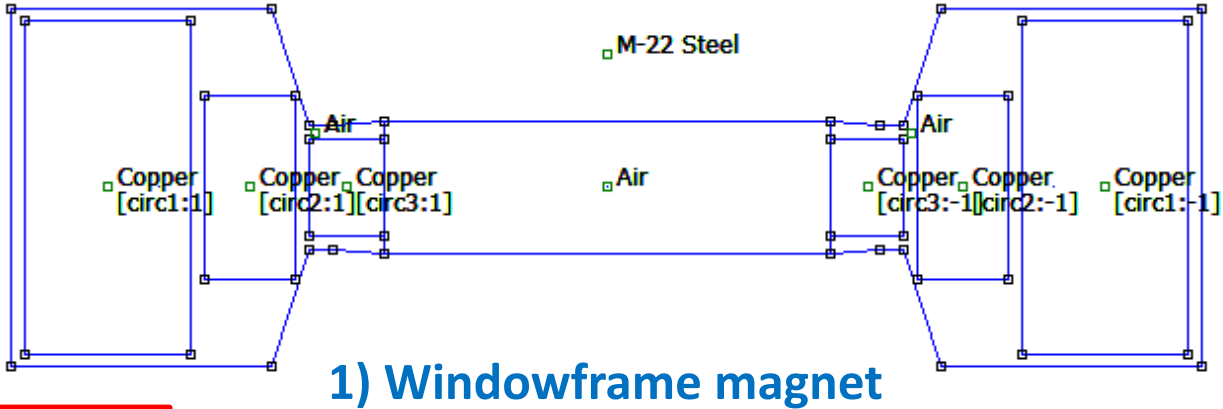 M-22 Steel
Air
Air
Copper
[circ1:1]
Copper
[circ2:1]
Copper
[circ3:1]
Air
Copper
[circ3:-1]
Copper
[circ2:-1]
Copper
[circ1:-1]
1) Windowframe magnet